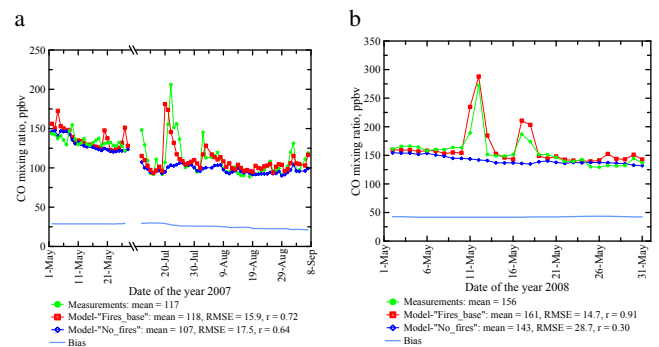 a
CO mixing ratio, ppbv
250
200
150
100
50
0
1-May
11-May
21-May
20-Jul
30-Jul
9-Aug
19-Aug
29-Aug
8-Sep
Date of the year 2007
Measurements: mean = 117
Model-"Fires_base": mean = 118, RMSE = 15.9, r = 0.72
Model-"No_fires": mean = 107, RMSE = 17.5, r = 0.64
Bias
b
CO mixing ratio, ppbv
350
300
250
200
150
100
50
0
1-May
6-May
11-May
16-May
21-May
26-May
31-May
Date of the year 2008
Measurements: mean = 156
Model-"Fires_base": mean = 161, RMSE = 14.7, r = 0.91
Model-"No_fires": mean = 143, RMSE = 28.7, r = 0.30
Bias